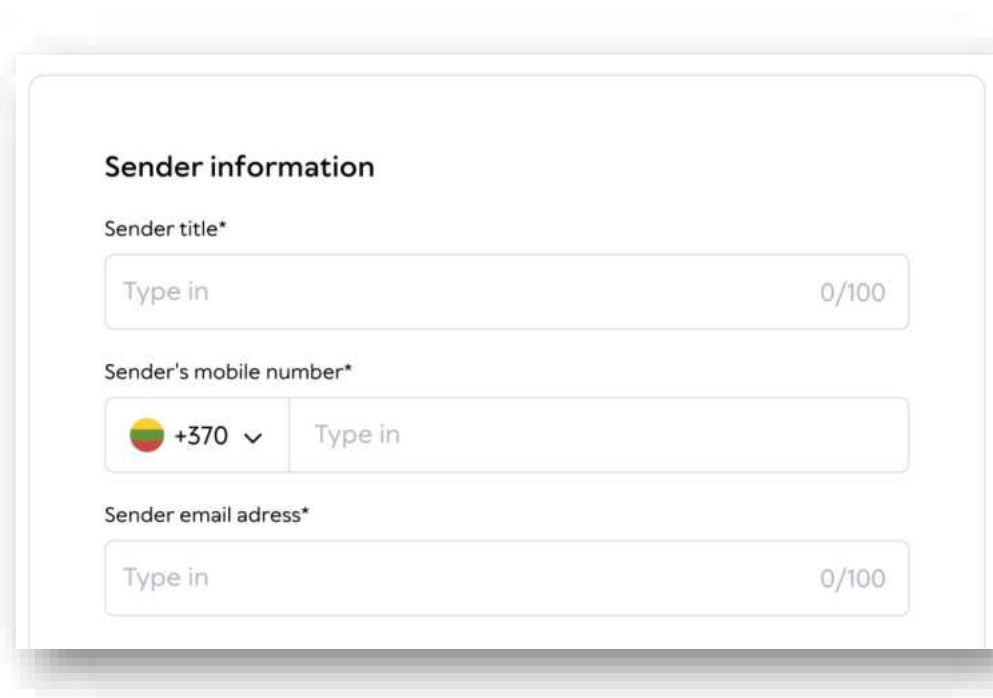 Sender information
Sender title*
Type in 0/100
Sender's mobile number*
+370 Type in
Sender email adress*
Type in 0/100